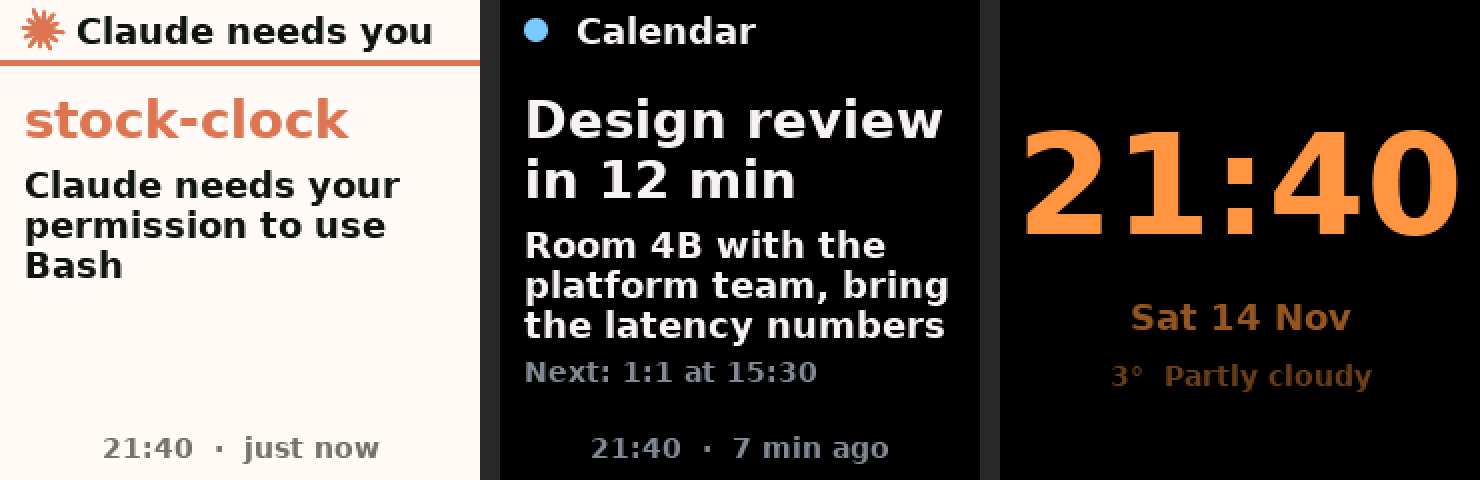 Claude needs you
stock-clock
Claude needs your
permission to use
Bash
21:40 · just now
Calendar
Design review
in 12 min
Room 4B with the
platform team, bring
the latency numbers
Next: 1:1 at 15:30
21:40 · 7 min ago
21:40
Sat 14 Nov
3° Partly cloudy